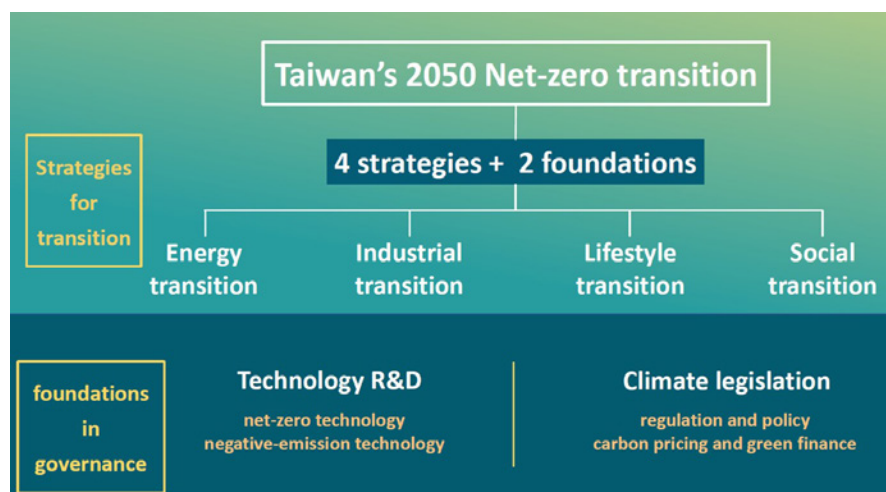 Taiwan's 2050 Net-zero transition
4 strategies + 2 foundations
Strategies
for
transition
Energy
transition
Industrial
transition
Lifestyle
transition
Social
transition
foundations
in
governance
Technology R&D
net-zero technology
negative-emission technology
Climate legislation
regulation and policy
carbon pricing and green finance